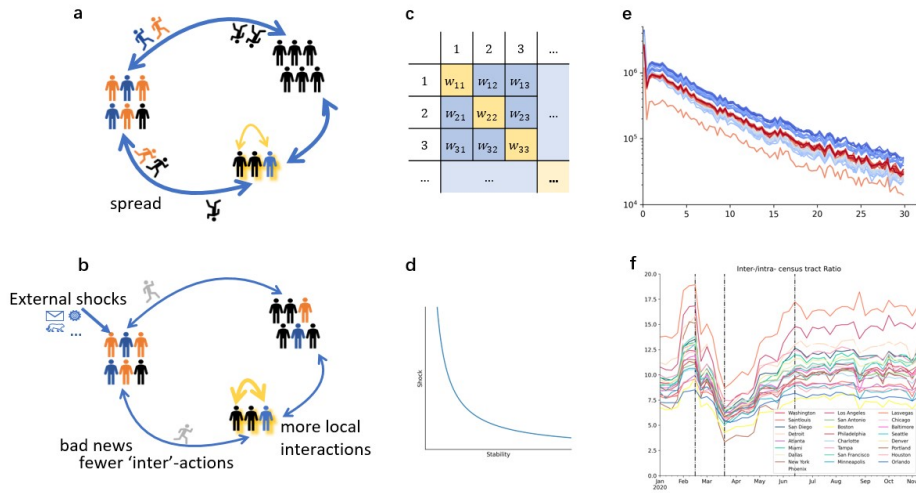 a
spread
b
External shocks
...
bad news
fewer ‘inter’-actions
more local
interactions
c
1 2 3 ...
1 w₁₁ w₁₂ w₁₃
2 w₂₁ w₂₂ w₂₃ ...
3 w₃₁ w₃₂ w₃₃
... ... ...
d
Shock
Stability
e
10⁶
10⁵
10⁴
0 5 10 15 20 25 30
f
Inter-/intra- census tract Ratio
20.0
17.5
15.0
12.5
10.0
7.5
5.0
2.5
0.0
Washington Los Angeles Lasvegas
Saintlouis San Antonio Chicago
San Diego Boston Baltimore
Detroit Philadelphia Seattle
Atlanta Charlotte Denver
Miami Tampa Portland
Dallas San Francisco Houston
New York Minneapolis Orlando
Phoenix
Jan Feb Mar Apr May Jun Jul Aug Sep Oct Nov
2020